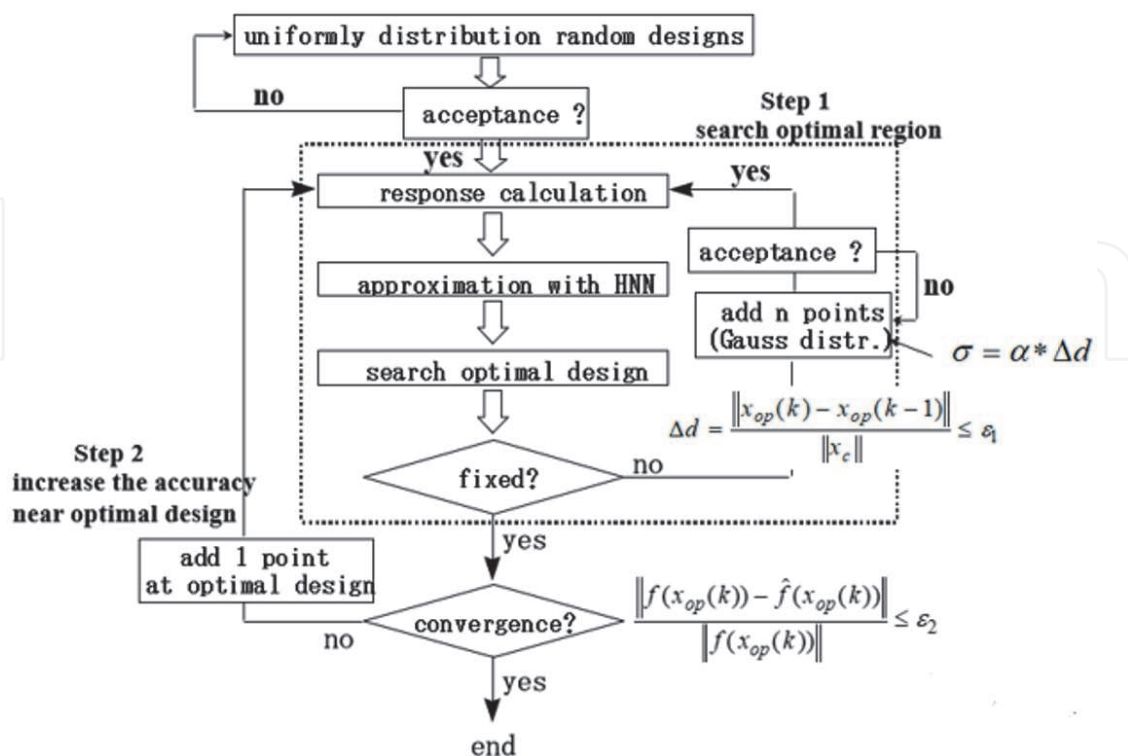 uniformly distribution random designs
no
acceptance ?
Step 1
search optimal region
yes
response calculation
yes
acceptance ?
no
approximation with HNN
add n points
(Gauss distr.)
σ = α * Δd
search optimal design
Δd = ‖x_op(k) − x_op(k−1)‖ / ‖x_c‖ ≤ ε₁
fixed?
no
Step 2
increase the accuracy
near optimal design
yes
add 1 point
at optimal design
convergence?
‖f(x_op(k)) − f̂(x_op(k))‖ / ‖f(x_op(k))‖ ≤ ε₂
no
yes
end